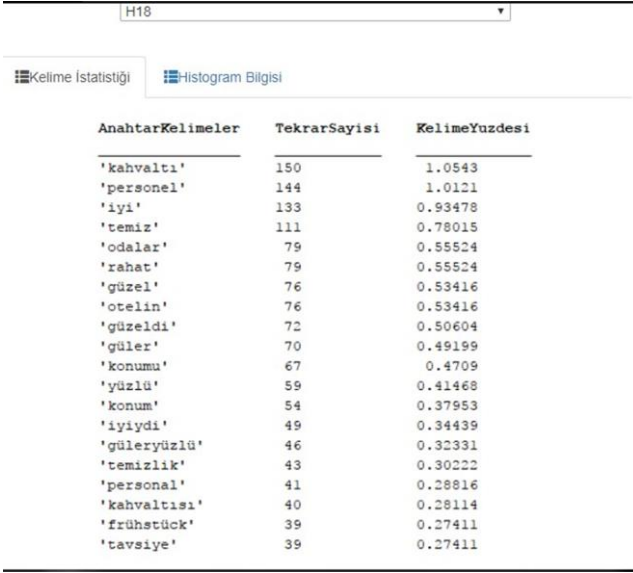 H18
Kelime İstatistiği Histogram Bilgisi
AnahtarKelimeler TekrarSayisi KelimeYuzdesi
'kahvaltı' 150 1.0543
'personel' 144 1.0121
'iyi' 133 0.93478
'temiz' 111 0.78015
'odalar' 79 0.55524
'rahat' 79 0.55524
'güzel' 76 0.53416
'otelin' 76 0.53416
'güzeldi' 72 0.50604
'güler' 70 0.49199
'konumu' 67 0.4709
'yüzlü' 59 0.41468
'konum' 54 0.37953
'iyiydi' 49 0.34439
'güleryüzlü' 46 0.32331
'temizlik' 43 0.30222
'personal' 41 0.28816
'kahvaltısı' 40 0.28114
'frühstück' 39 0.27411
'tavsiye' 39 0.27411